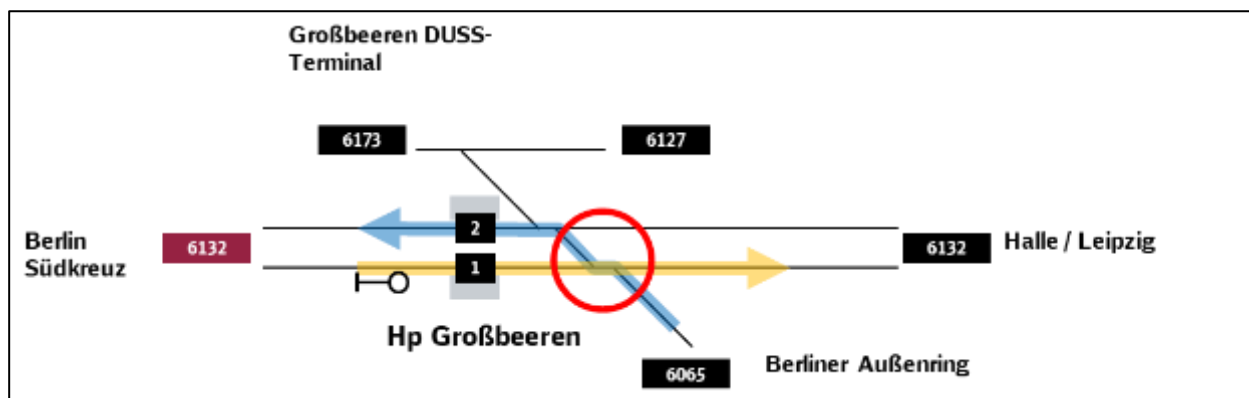 Großbeeren DUSS-
Terminal
6173
6127
2
Berlin
Südkreuz
6132
6132
Halle / Leipzig
1
Hp Großbeeren
6065
Berliner Außenring